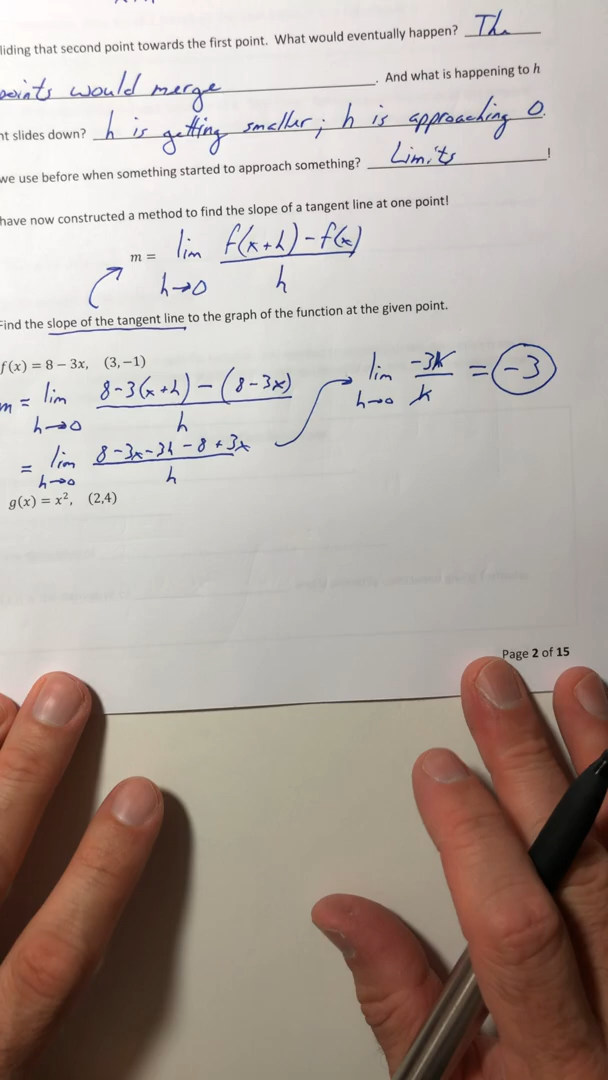 liding that second point towards the first point. What would eventually happen? The
points would merge. And what is happening to h
nt slides down? h is getting smaller; h is approaching 0.
we use before when something started to approach something? Limits!
have now constructed a method to find the slope of a tangent line at one point!
m = lim h→0 f(x+h) – f(x) / h
Find the slope of the tangent line to the graph of the function at the given point.
f(x) = 8 − 3x, (3, −1)
m = lim h→0 8-3(x+h) – (8-3x) / h
= lim h→0 8-3x-3h-8+3x / h
lim h→0 -3h / h = -3
g(x) = x², (2,4)
Page 2 of 15